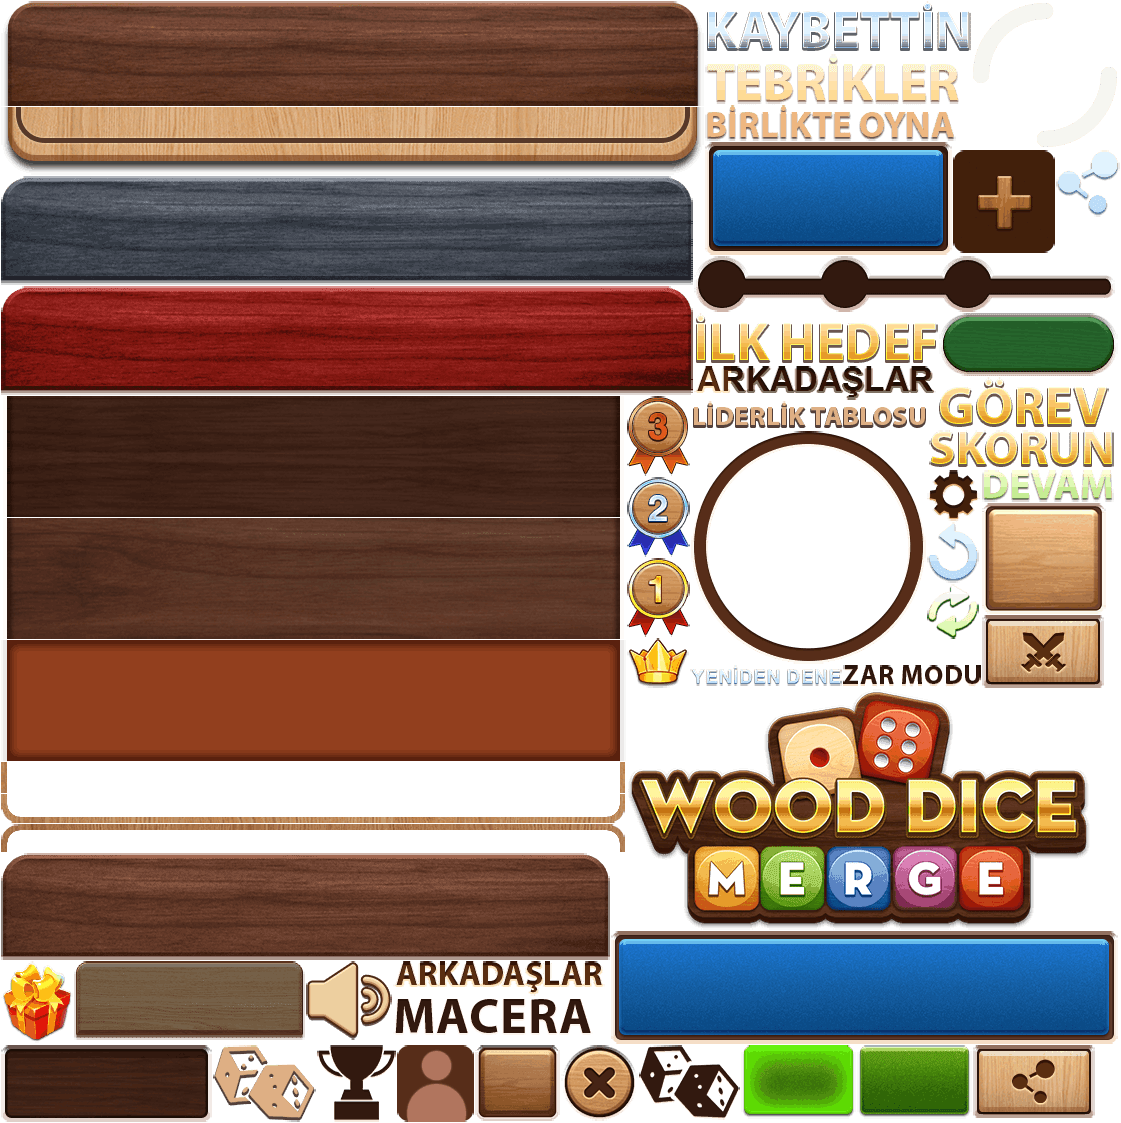 KAYBETTİN
TEBRİKLER
BİRLİKTE OYNA
İLK HEDEF
ARKADAŞLAR
LİDERLİK TABLOSU
GÖREV
SKORUN
DEVAM
3
2
1
YENİDEN DENE
ZAR MODU
WOOD DICE
MERGE
ARKADAŞLAR
MACERA